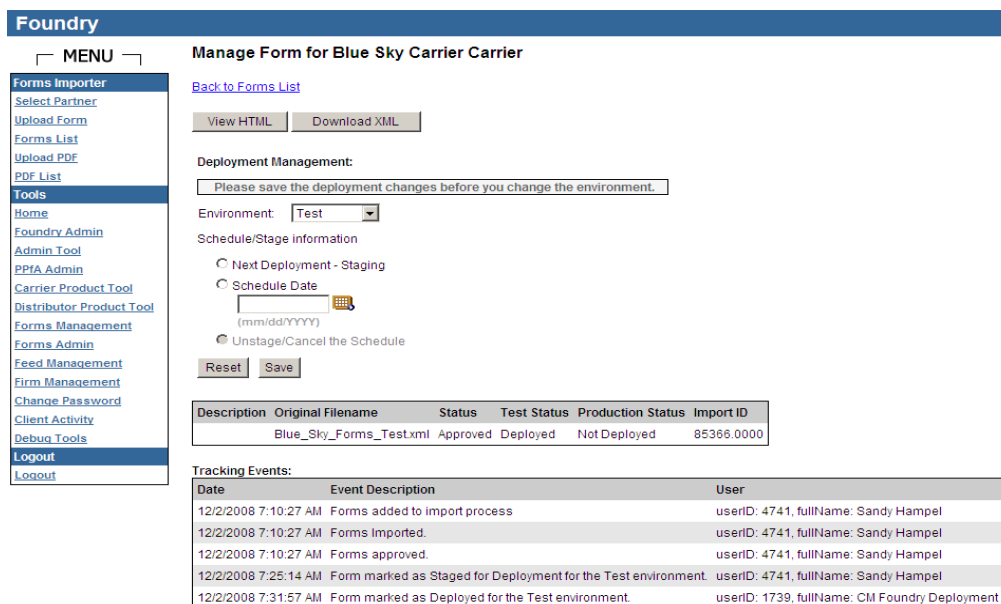 Foundry
MENU
Forms Importer
Select Partner
Upload Form
Forms List
Upload PDF
PDF List
Tools
Home
Foundry Admin
Admin Tool
PPfA Admin
Carrier Product Tool
Distributor Product Tool
Forms Management
Forms Admin
Feed Management
Firm Management
Change Password
Client Activity
Debug Tools
Logout
Logout
Manage Form for Blue Sky Carrier Carrier
Back to Forms List
View HTML Download XML
Deployment Management:
Please save the deployment changes before you change the environment.
Environment: Test
Schedule/Stage information
Next Deployment - Staging
Schedule Date
(mm/dd/YYYY)
Unstage/Cancel the Schedule
Reset Save
Description Original Filename Status Test Status Production Status Import ID
Blue_Sky_Forms_Test.xml Approved Deployed Not Deployed 85366.0000
Tracking Events:
Date Event Description User
12/2/2008 7:10:27 AM Forms added to import process userID: 4741, fullName: Sandy Hampel
12/2/2008 7:10:27 AM Forms Imported. userID: 4741, fullName: Sandy Hampel
12/2/2008 7:10:27 AM Forms approved. userID: 4741, fullName: Sandy Hampel
12/2/2008 7:25:14 AM Form marked as Staged for Deployment for the Test environment. userID: 4741, fullName: Sandy Hampel
12/2/2008 7:31:57 AM Form marked as Deployed for the Test environment. userID: 1739, fullName: CM Foundry Deployment